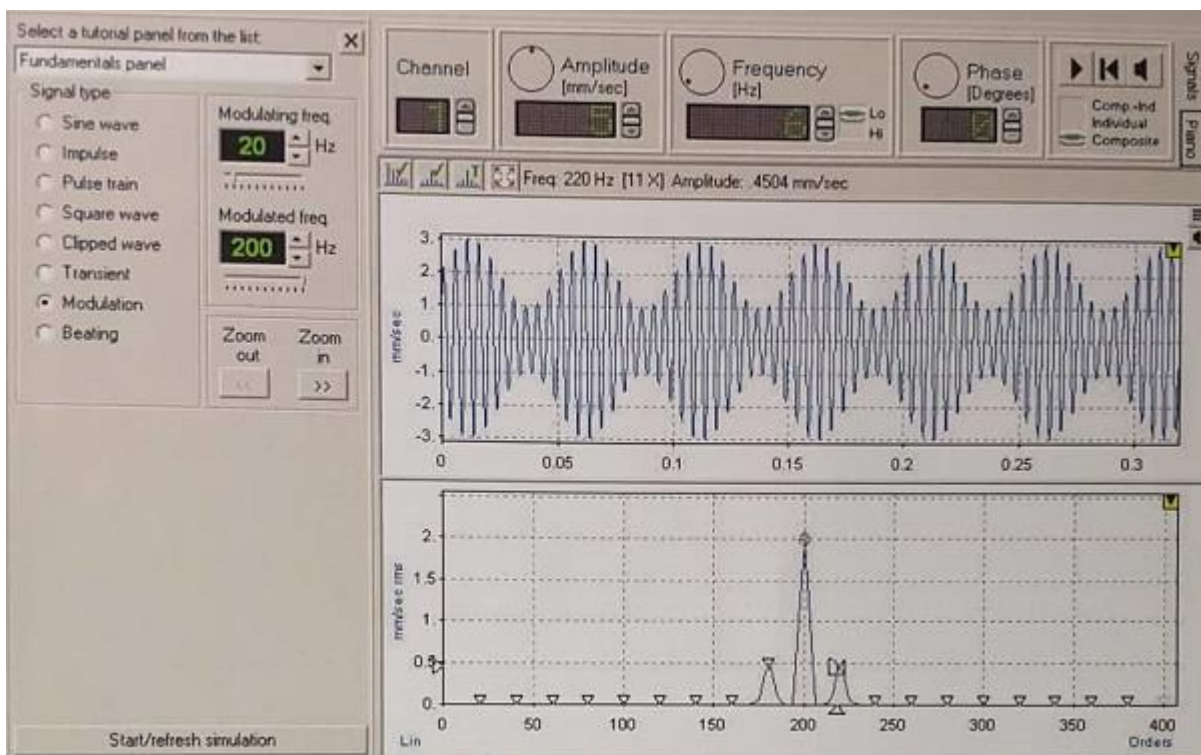 Select a tutorial panel from the list:
Fundamentals panel
Signal type
Sine wave
Impulse
Pulse train
Square wave
Clipped wave
Transient
Modulation
Beating
Modulating freq
20 Hz
Modulated freq
200 Hz
Zoom out
Zoom in
<< >>
Start/refresh simulation
Channel
Amplitude
[mm/sec]
Frequency
[Hz]
Lo
Hi
Phase
[Degrees]
Comp.-Ind
Individual
Composite
Signals
Piano
Freq: 220 Hz [11 X] Amplitude: .4504 mm/sec
mm/sec
3.
2.
1.
0.
-1.
-2.
-3.
0 0.05 0.1 0.15 0.2 0.25 0.3
mm/sec rms
2.
1.5
1.
0.5
0.
0 50 100 150 200 250 300 350 400
Lin Orders